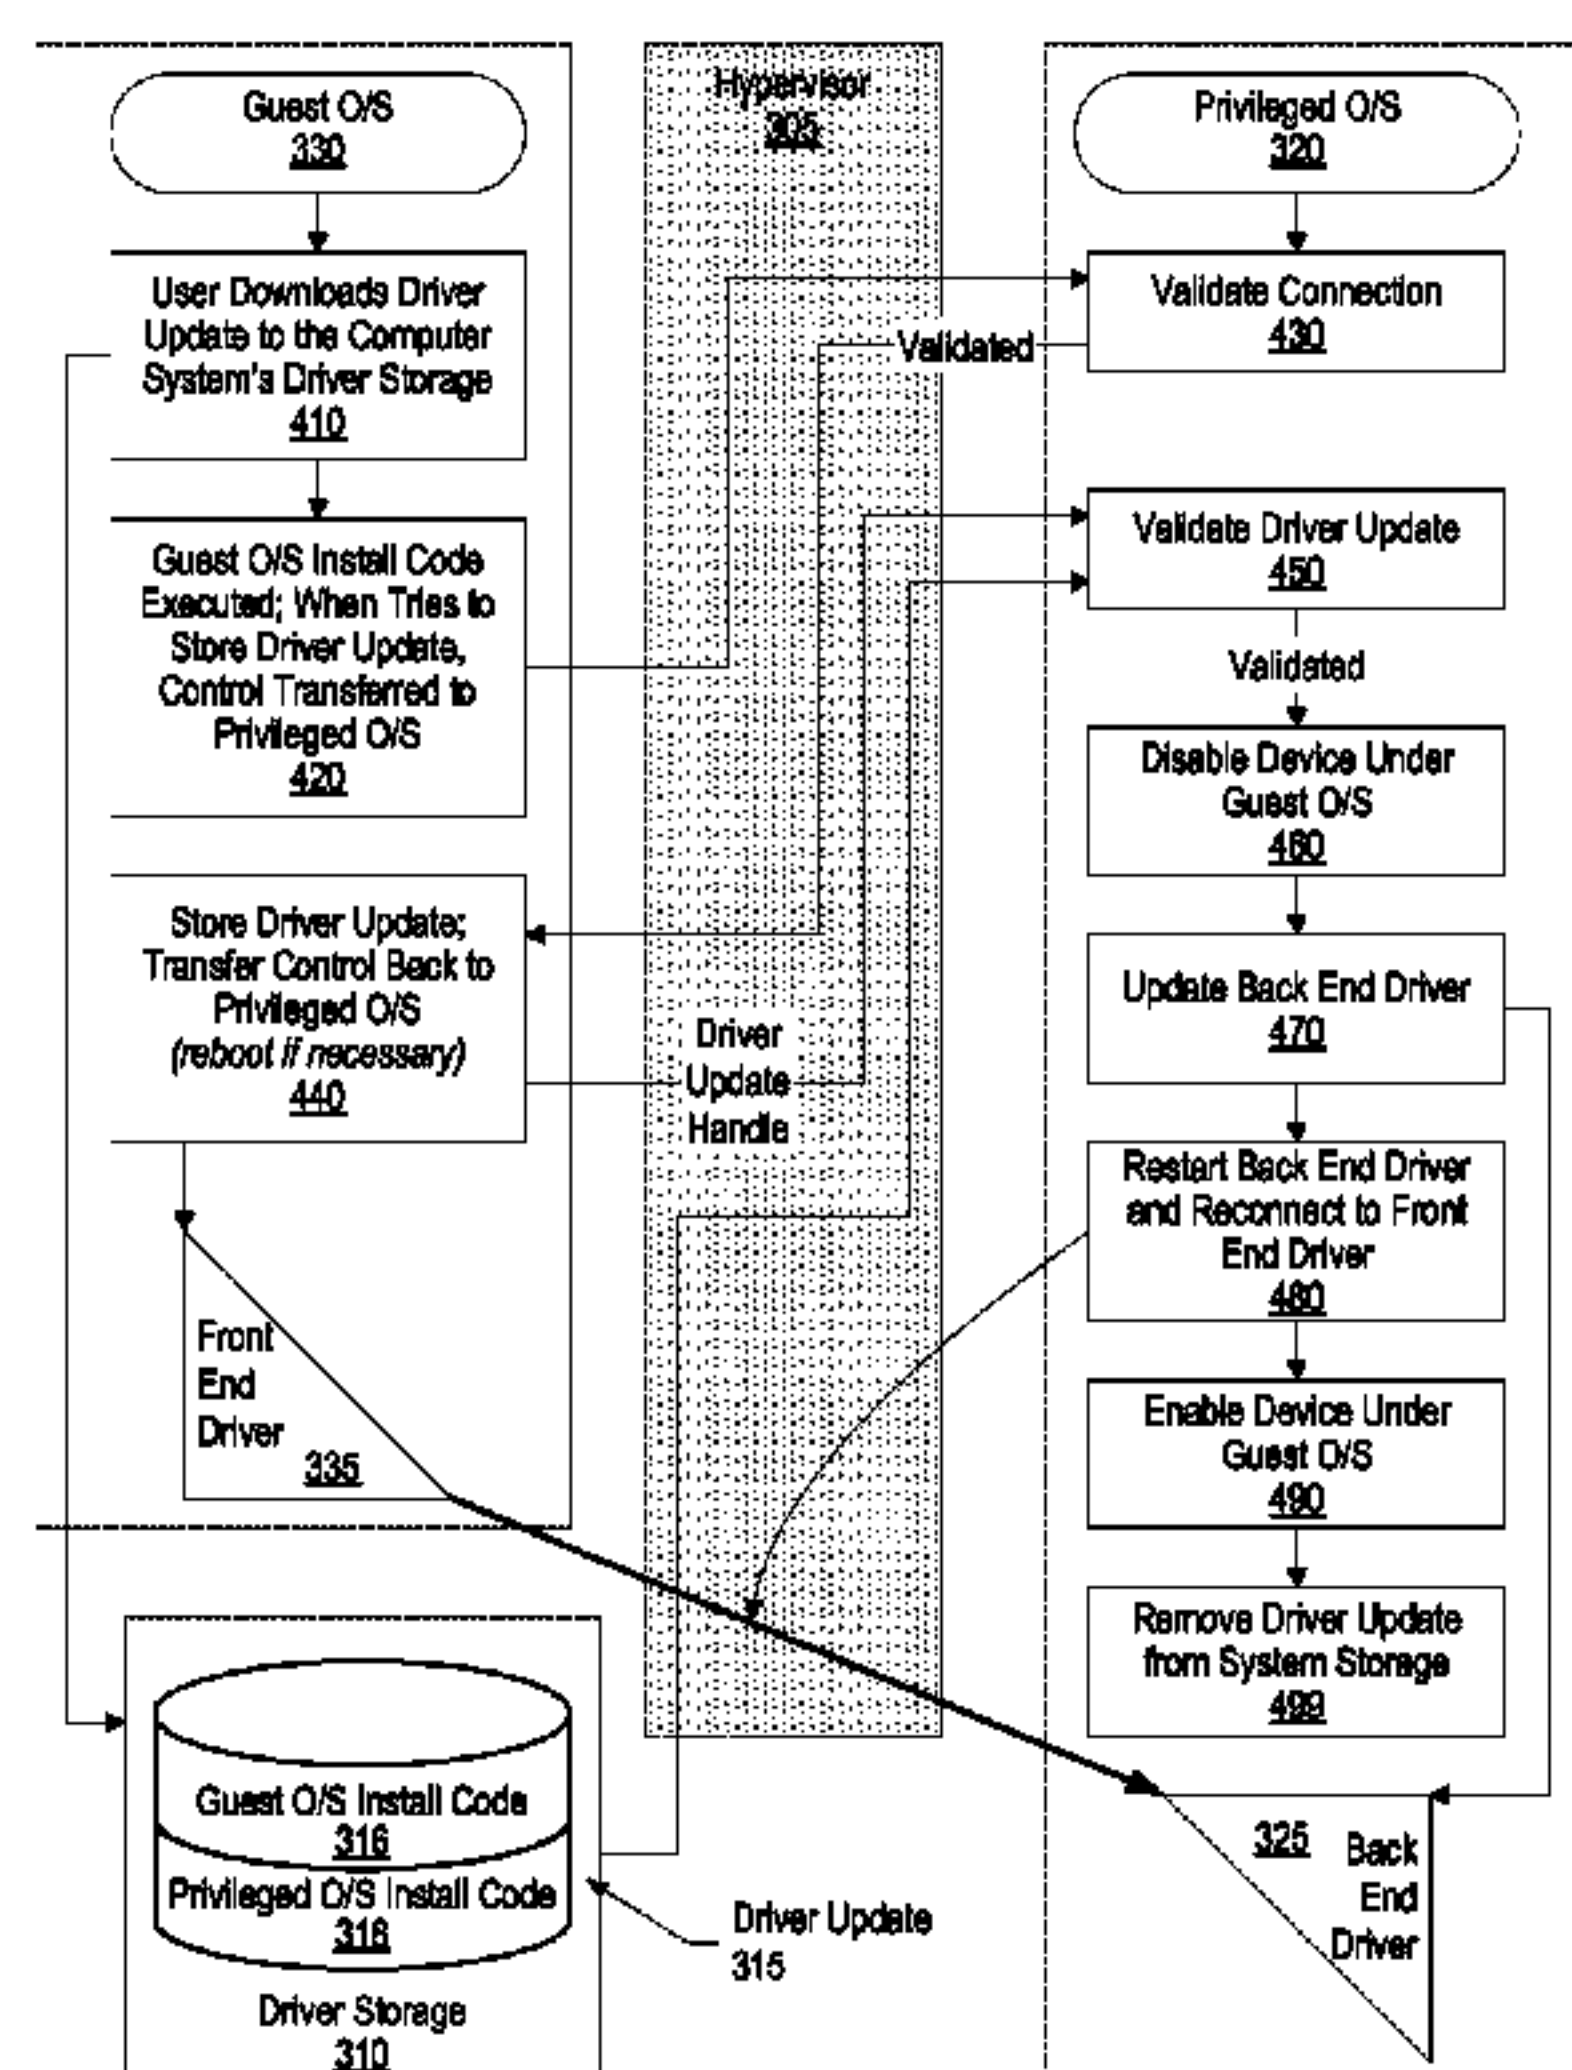 Guest O/S
330
User Downloads Driver
Update to the Computer
System's Driver Storage
410
Guest O/S Install Code
Executed; When Tries to
Store Driver Update,
Control Transferred to
Privileged O/S
420
Store Driver Update;
Transfer Control Back to
Privileged O/S
(reboot if necessary)
440
Front
End
Driver
335
Guest O/S Install Code
316
Privileged O/S Install Code
318
Driver Storage
310
Hypervisor
305
Validated
Driver
Update
Handle
Driver Update
315
Privileged O/S
320
Validate Connection
430
Validate Driver Update
450
Validated
Disable Device Under
Guest O/S
460
Update Back End Driver
470
Restart Back End Driver
and Reconnect to Front
End Driver
480
Enable Device Under
Guest O/S
490
Remove Driver Update
from System Storage
499
325
Back
End
Driver